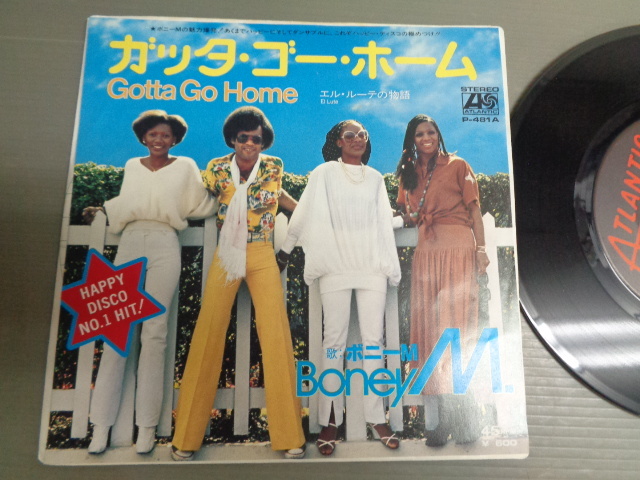 ガッタ・ゴー・ホーム
Gotta Go Home
エル・ルーテの物語
El Lute
STEREO
ATLANTIC
P-481A
HAPPY
DISCO
NO.1 HIT!
歌:ボニーM
Boney M.
45
¥600
ATLANTIC